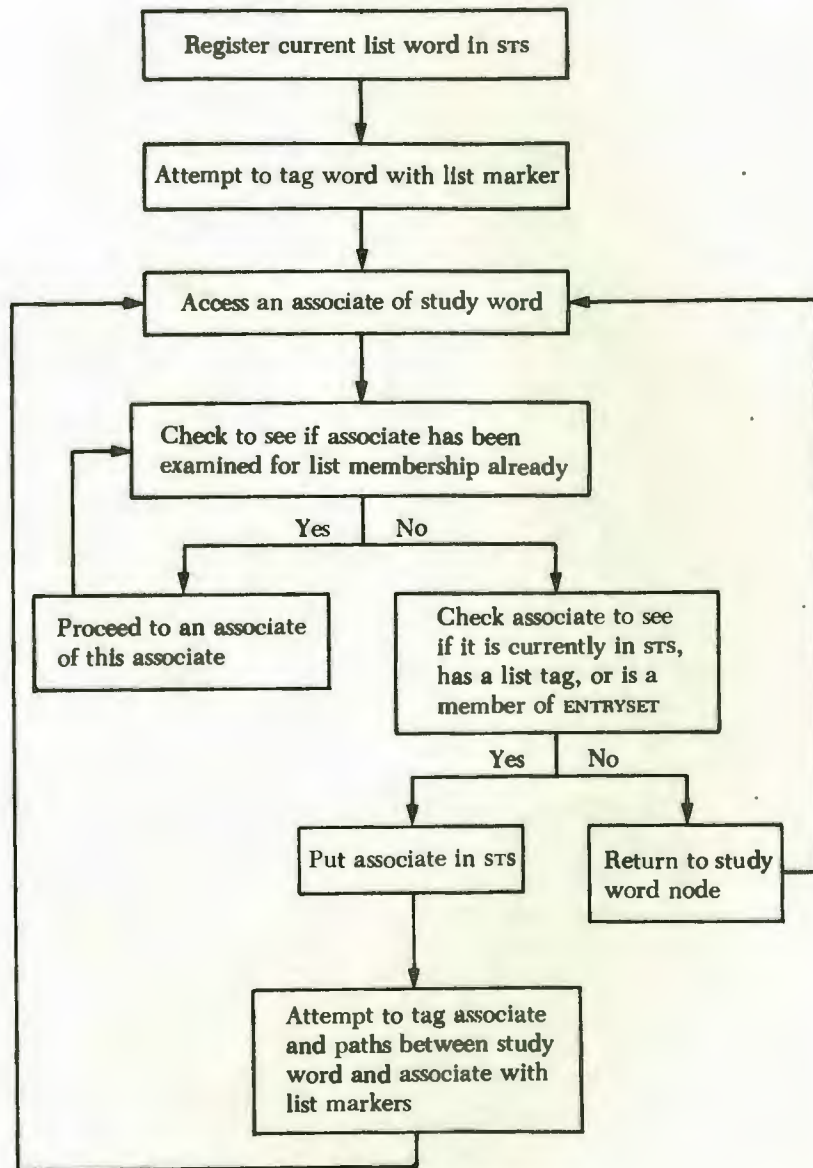 Register current list word in STS
Attempt to tag word with list marker
Access an associate of study word
Check to see if associate has been
examined for list membership already
Yes
No
Proceed to an associate
of this associate
Check associate to see
if it is currently in STS,
has a list tag, or is a
member of ENTRYSET
Yes
No
Put associate in STS
Return to study
word node
Attempt to tag associate
and paths between study
word and associate with
list markers